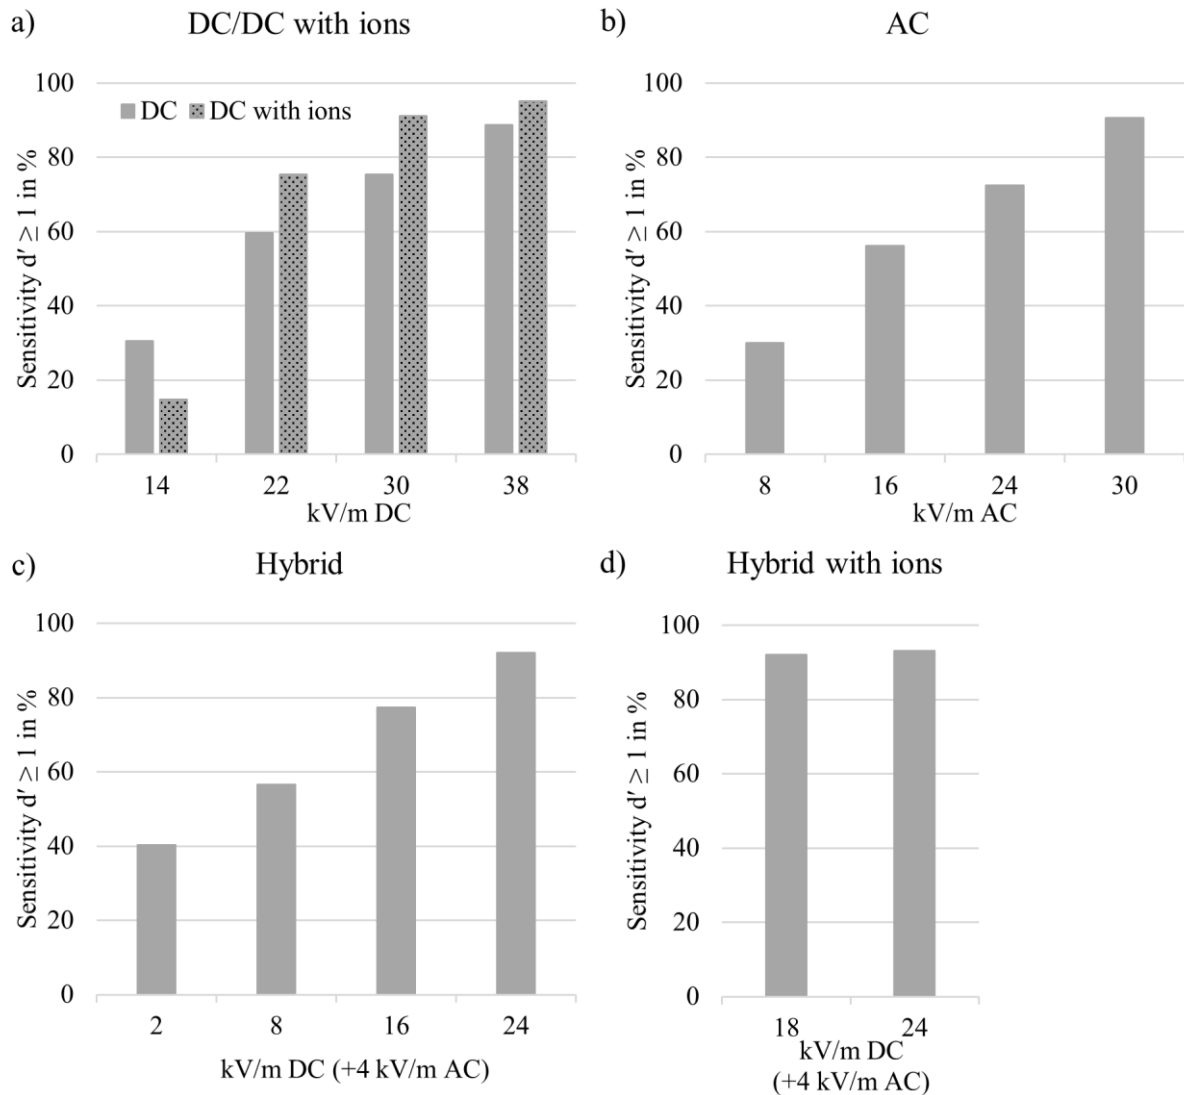 a) DC/DC with ions
100
80
60
40
20
0
DC DC with ions
Sensitivity d′ ≥ 1 in %
14 22 30 38
kV/m DC
b) AC
100
80
60
40
20
0
Sensitivity d′ ≥ 1 in %
8 16 24 30
kV/m AC
c) Hybrid
100
80
60
40
20
0
Sensitivity d′ ≥ 1 in %
2 8 16 24
kV/m DC (+4 kV/m AC)
d) Hybrid with ions
100
80
60
40
20
0
Sensitivity d′ ≥ 1 in %
18 24
kV/m DC
(+4 kV/m AC)